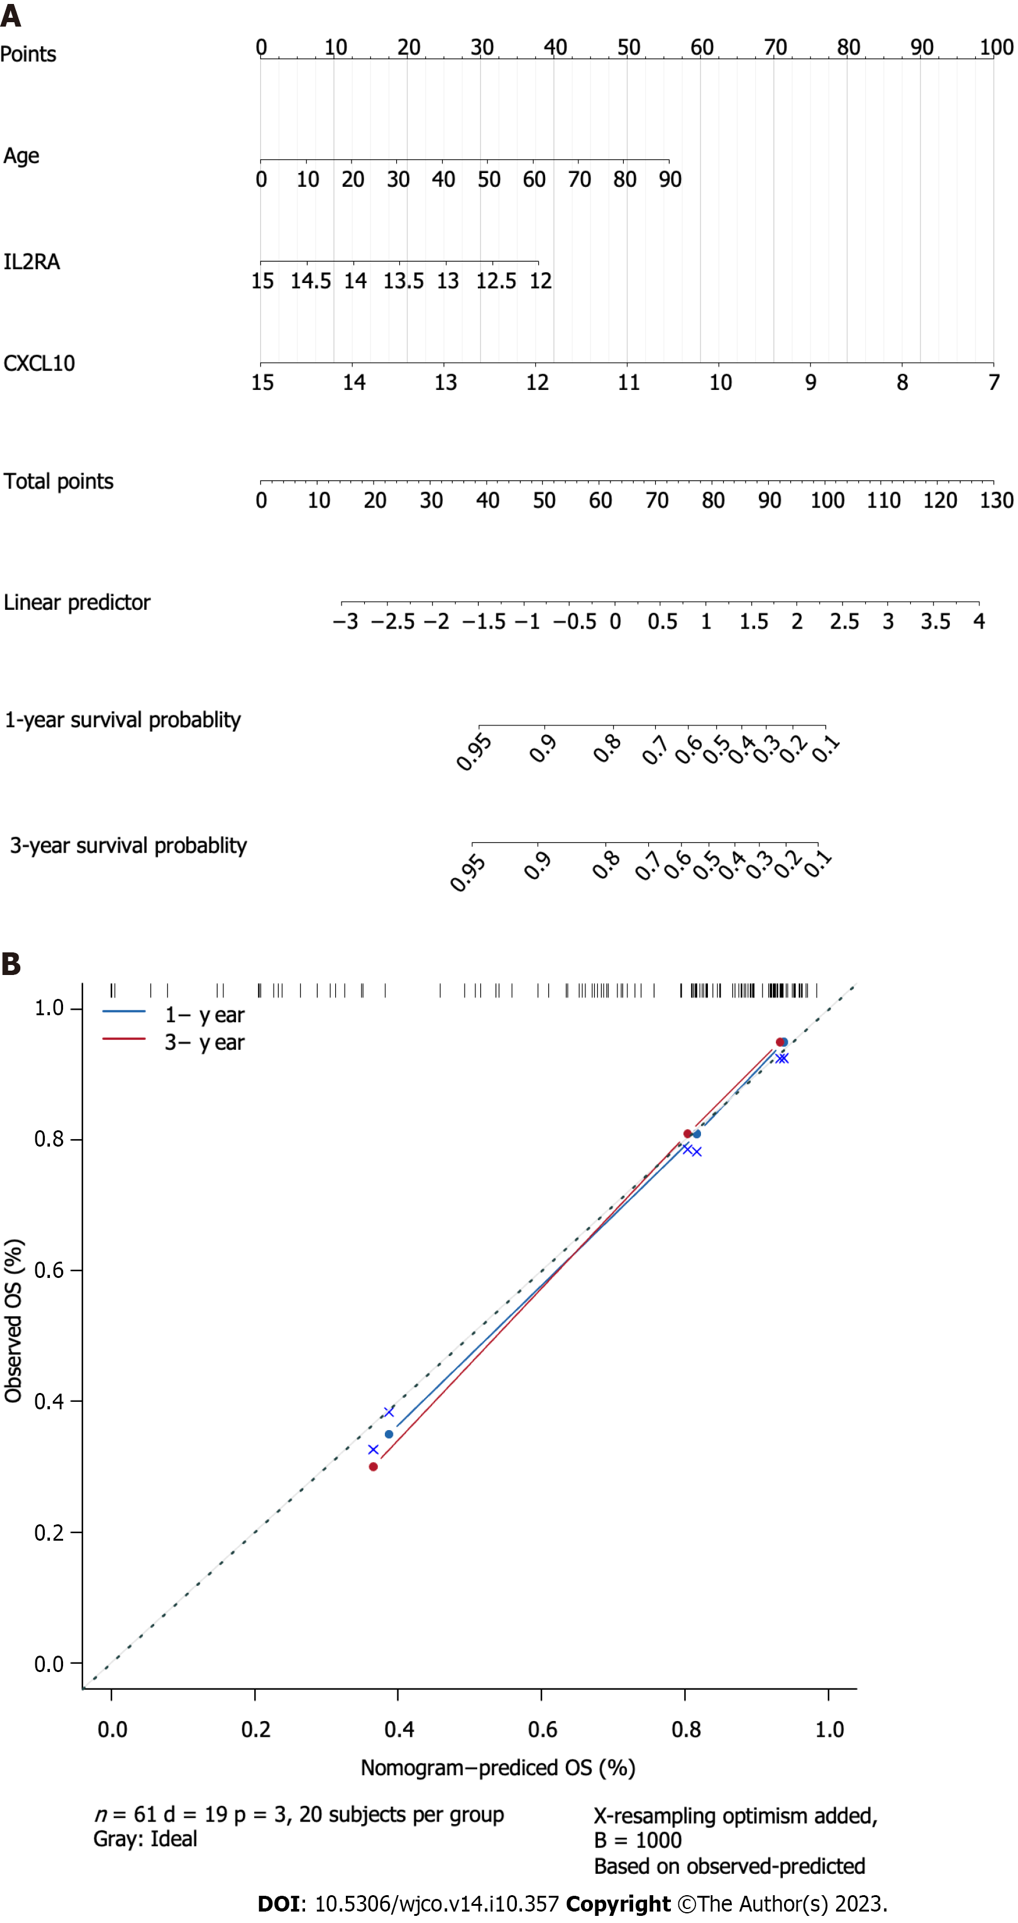 A
Points 0 10 20 30 40 50 60 70 80 90 100
Age
0 10 20 30 40 50 60 70 80 90
IL2RA
15 14.5 14 13.5 13 12.5 12
CXCL10
15 14 13 12 11 10 9 8 7
Total points
0 10 20 30 40 50 60 70 80 90 100 110 120 130
Linear predictor
−3 −2.5 −2 −1.5 −1 −0.5 0 0.5 1 1.5 2 2.5 3 3.5 4
1-year survival probablity
0.95 0.9 0.8 0.7 0.6 0.5 0.4 0.3 0.2 0.1
3-year survival probablity
0.95 0.9 0.8 0.7 0.6 0.5 0.4 0.3 0.2 0.1
B
1.0
1− year
3− year
0.8
0.6
Observed OS (%)
0.4
0.2
0.0
0.0 0.2 0.4 0.6 0.8 1.0
Nomogram−prediced OS (%)
n = 61 d = 19 p = 3, 20 subjects per group
Gray: Ideal
X-resampling optimism added,
B = 1000
Based on observed-predicted
DOI: 10.5306/wjco.v14.i10.357 Copyright ©The Author(s) 2023.